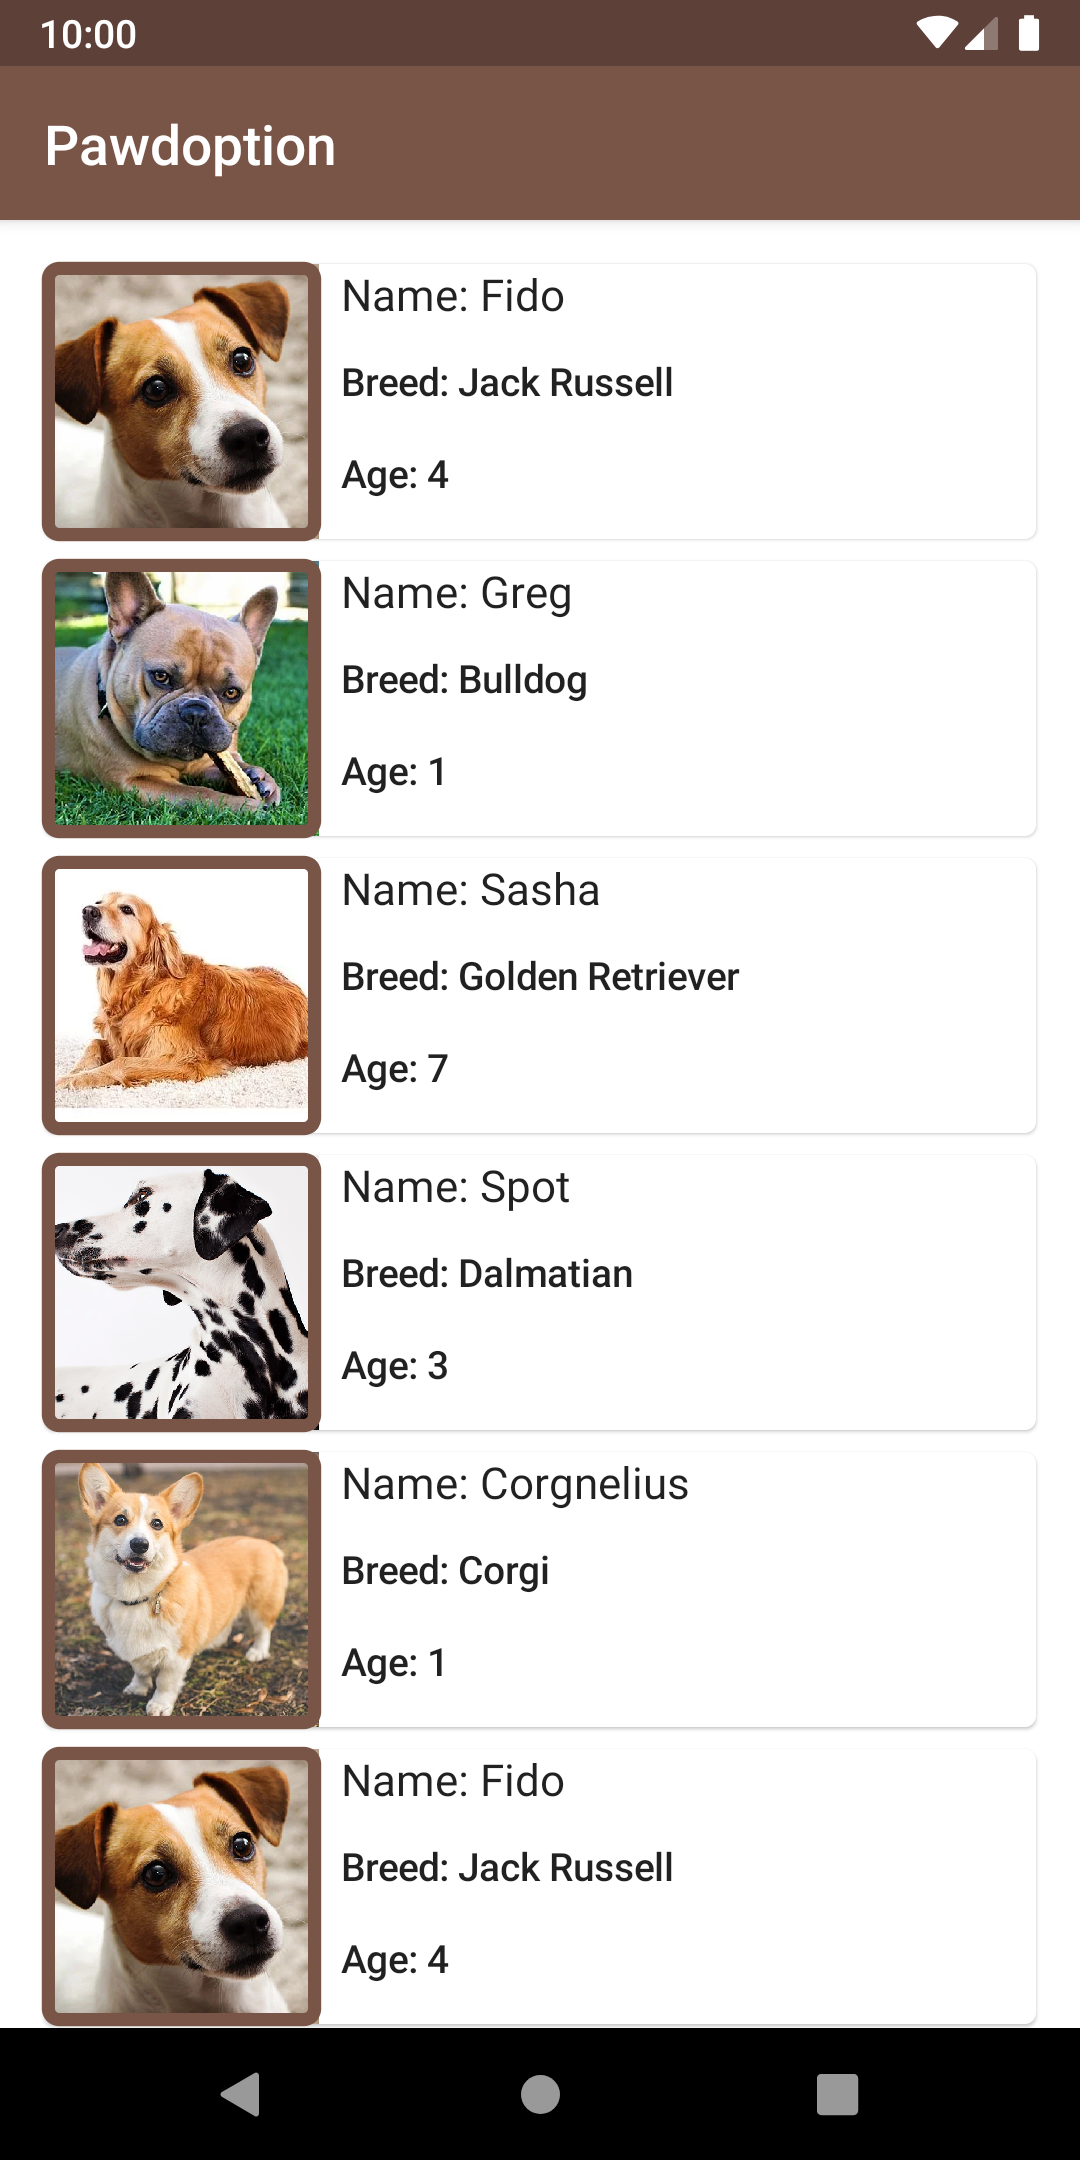 10:00
Pawdoption
Name: Fido
Breed: Jack Russell
Age: 4
Name: Greg
Breed: Bulldog
Age: 1
Name: Sasha
Breed: Golden Retriever
Age: 7
Name: Spot
Breed: Dalmatian
Age: 3
Name: Corgnelius
Breed: Corgi
Age: 1
Name: Fido
Breed: Jack Russell
Age: 4